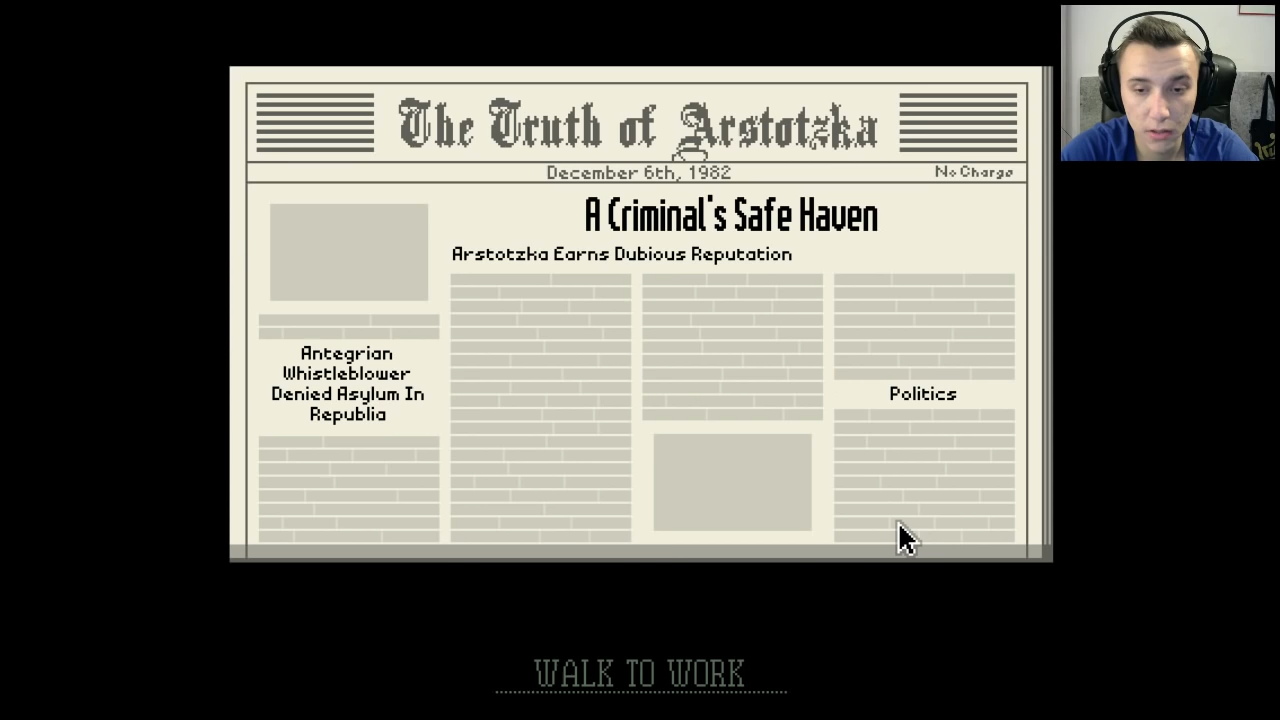 The Truth of Arstotzka
December 6th, 1982
No Charge
A Criminal's Safe Haven
Arstotzka Earns Dubious Reputation
Antegrian
Whistleblower
Denied Asylum In
Republia
Politics
WALK TO WORK